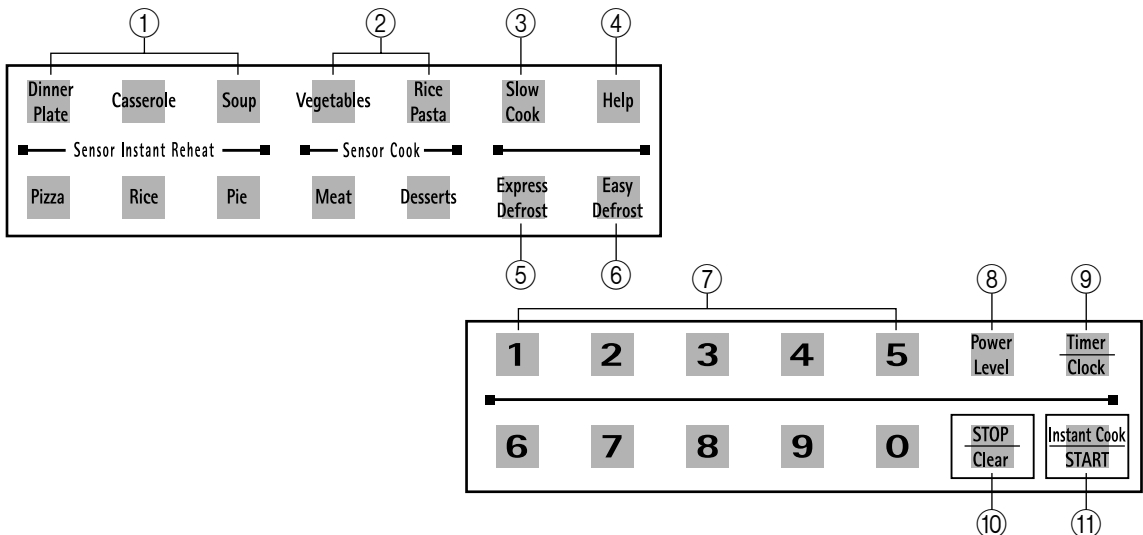 ① ② ③ ④
Dinner
Plate
Casserole
Soup
Vegetables
Rice
Pasta
Slow
Cook
Help
Sensor Instant Reheat
Sensor Cook
Pizza
Rice
Pie
Meat
Desserts
Express
Defrost
Easy
Defrost
⑤ ⑥
⑦ ⑧ ⑨
1 2 3 4 5
Power
Level
Timer
Clock
6 7 8 9 0
STOP
Clear
Instant Cook
START
⑩ ⑪